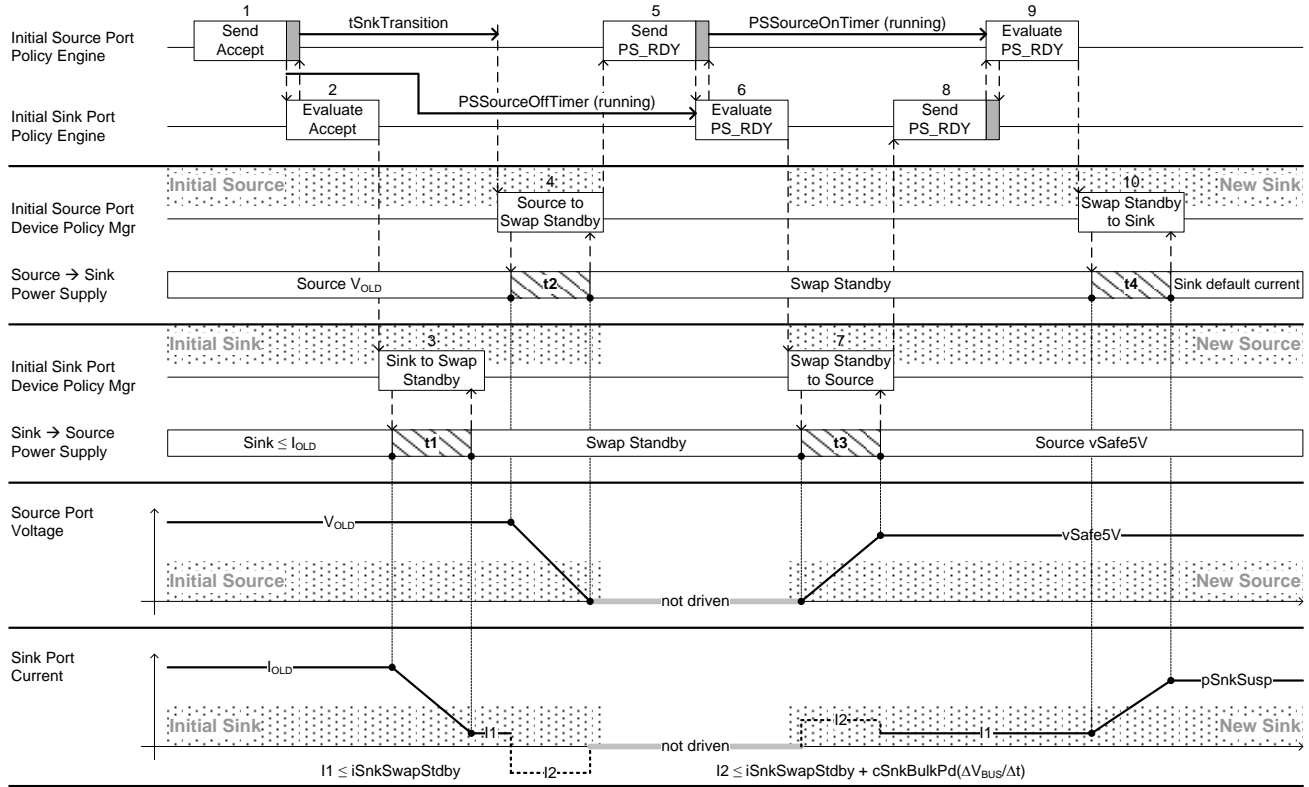 1
Send
Accept
tSnkTransition
5
Send
PS_RDY
PSSourceOnTimer (running)
9
Evaluate
PS_RDY
Initial Source Port
Policy Engine
2
Evaluate
Accept
PSSourceOffTimer (running)
6
Evaluate
PS_RDY
8
Send
PS_RDY
Initial Sink Port
Policy Engine
Initial Source
New Sink
Initial Source Port
Device Policy Mgr
4
Source to
Swap Standby
10
Swap Standby
to Sink
Source → Sink
Power Supply
Source VOLD
t2
Swap Standby
t4
Sink default current
Initial Sink
New Source
Initial Sink Port
Device Policy Mgr
3
Sink to Swap
Standby
7
Swap Standby
to Source
Sink → Source
Power Supply
Sink ≤ IOLD
t1
Swap Standby
t3
Source vSafe5V
Source Port
Voltage
VOLD
vSafe5V
Initial Source
New Source
not driven
Sink Port
Current
IOLD
pSnkSusp
Initial Sink
New Sink
I1
I2
not driven
I2
I1
I1 ≤ iSnkSwapStdby
I2 ≤ iSnkSwapStdby + cSnkBulkPd(ΔVBUS/Δt)